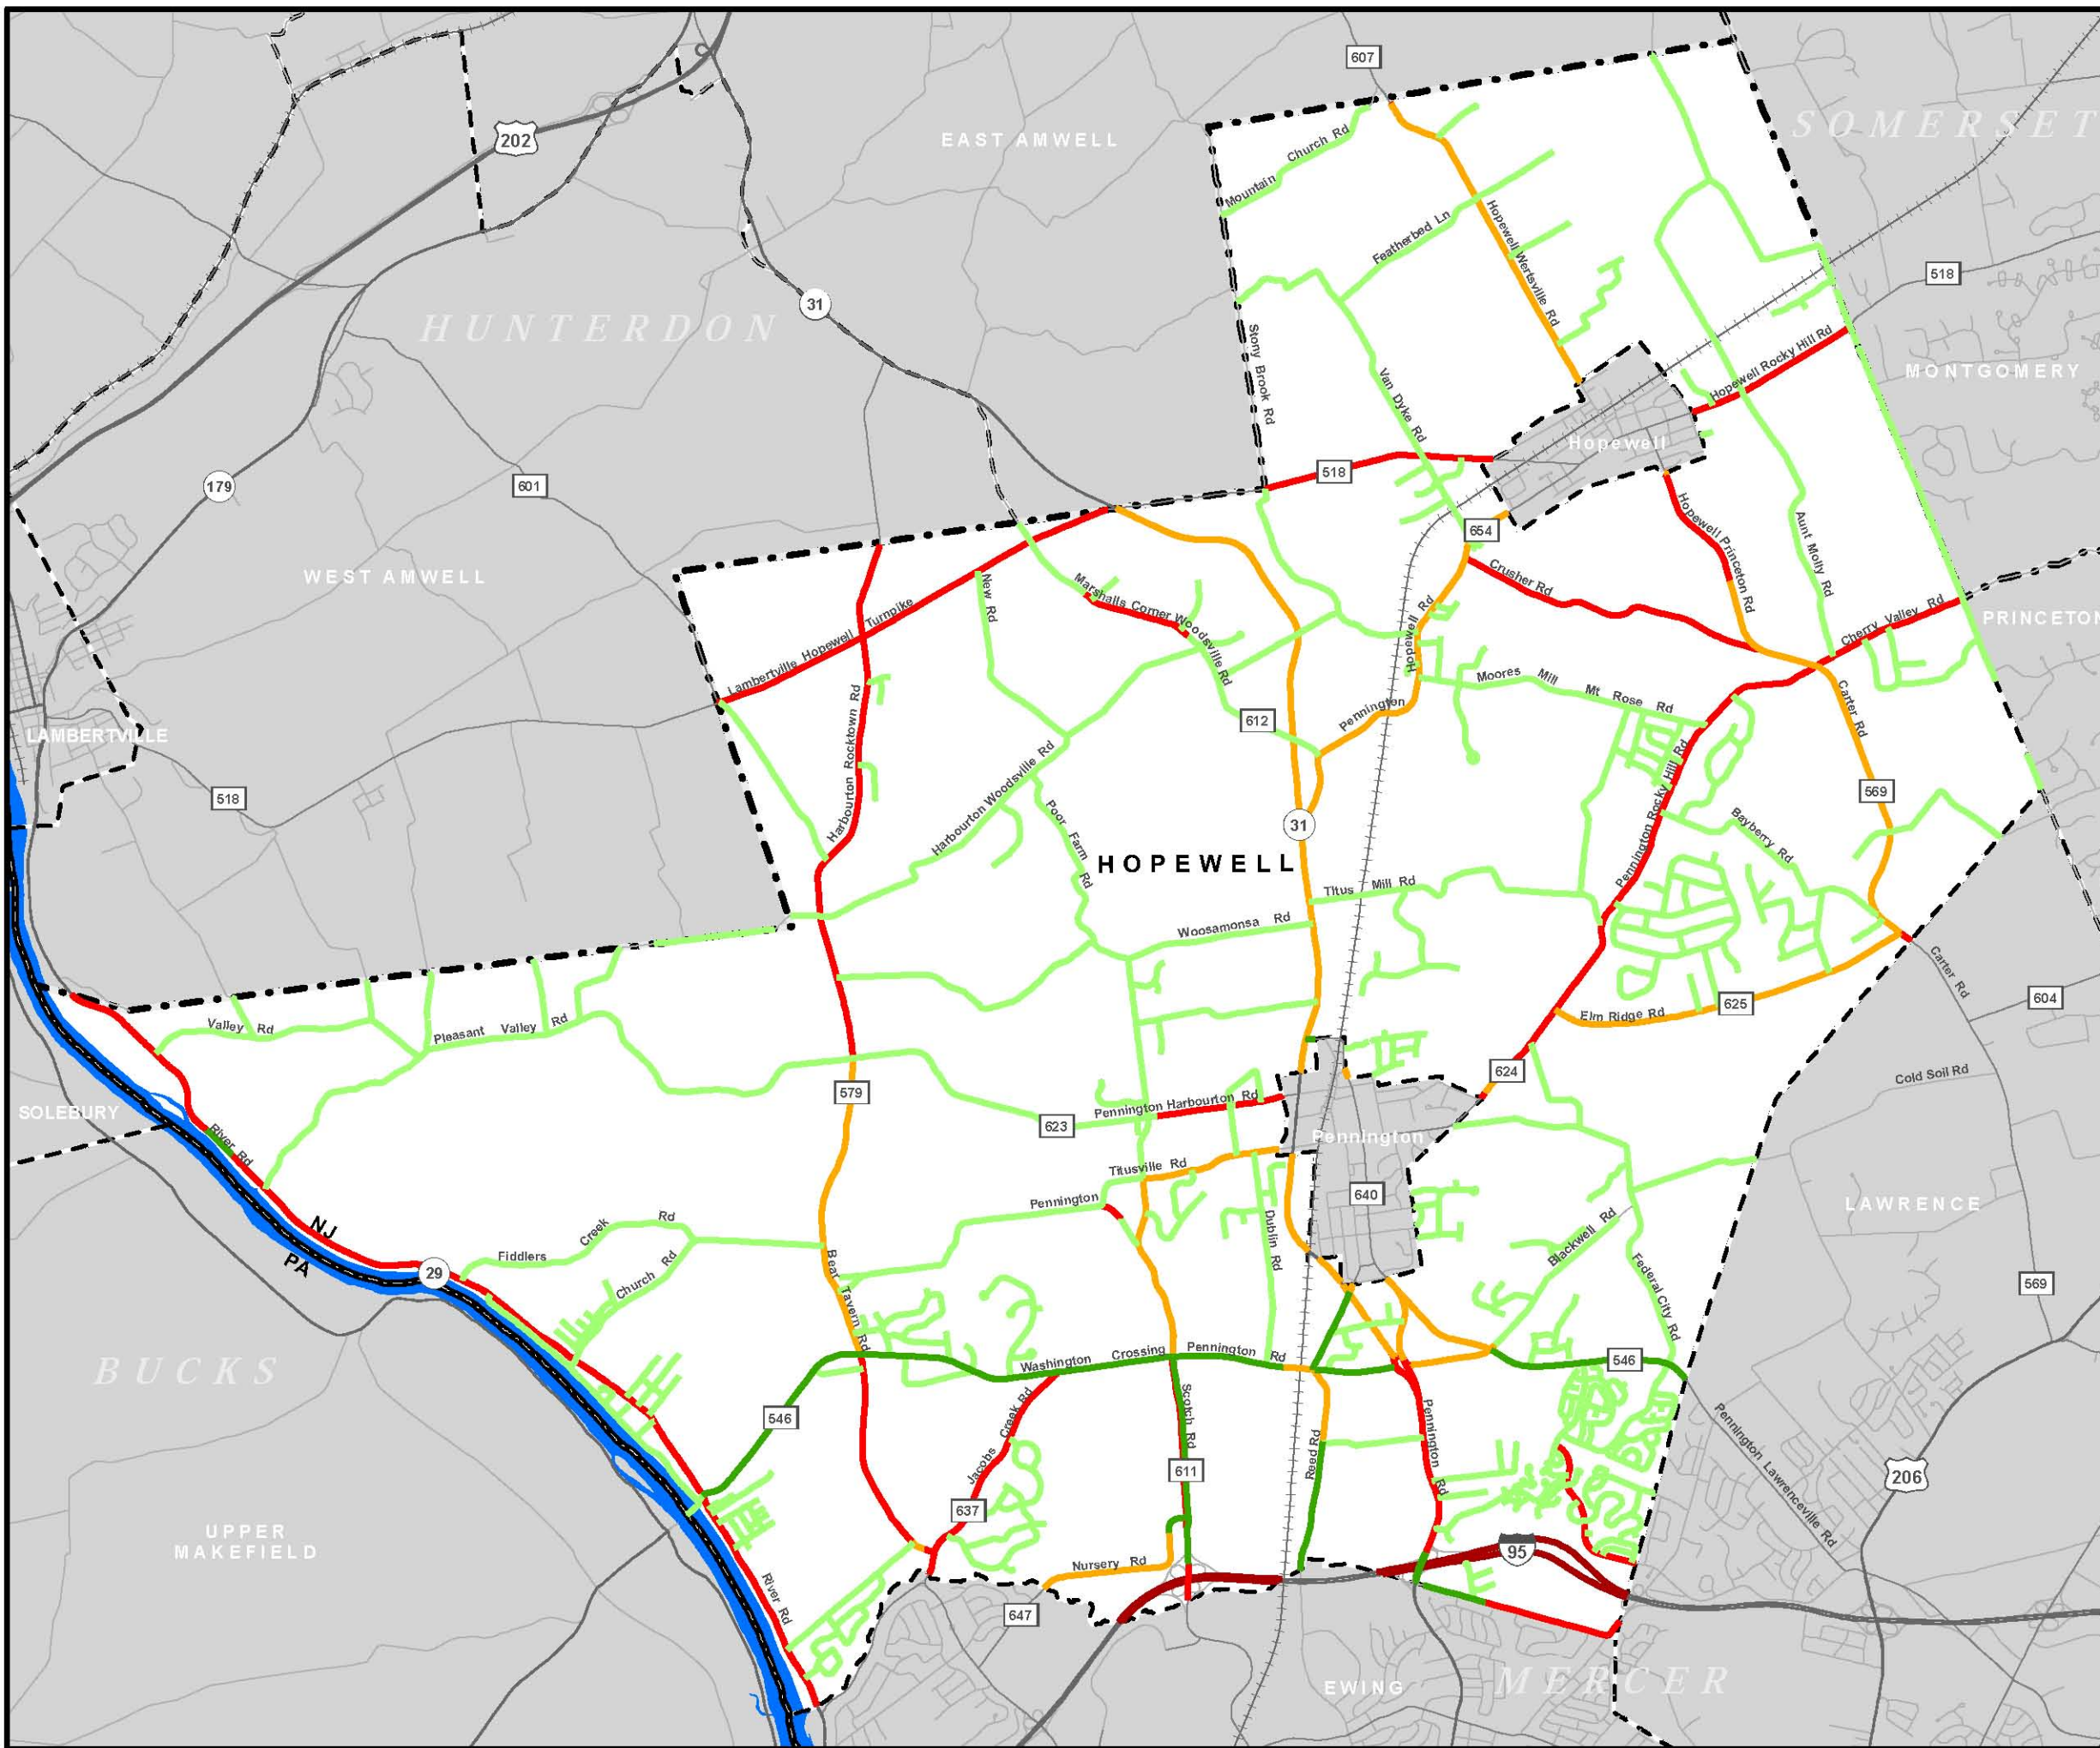 607
SOMERSET
202
EAST AMWELL
Mountain Church Rd
Featherbed Ln
Hopewell Wertsville Rd
518
31
HUNTERDON
Stony Brook Rd
Van Dyke Rd
Hopewell Rocky Hill Rd
MONTGOMERY
Hopewell
518
179
601
654
Hopewell Princeton Rd
Aunt Molly Rd
WEST AMWELL
New Rd
Marshalls Corner Woodsville Rd
Crusher Rd
Cherry Valley Rd
PRINCETON
Lambertville Hopewell Turnpike
Pennington Hopewell Rd
Moores Mill Mt Rose Rd
LAMBERTVILLE
Harbourton Rocktown Rd
612
Carter Rd
518
Harbourton Woodsville Rd
Poor Farm Rd
31
Pennington Rocky Hill Rd
569
Bayberry Rd
HOPEWELL
Titus Mill Rd
Woosamonsa Rd
Carter Rd
604
625
Elm Ridge Rd
Valley Rd
Pleasant Valley Rd
624
Cold Soil Rd
579
SOLEBURY
River Rd
623
Pennington Harbourton Rd
Pennington
Titusville Rd
Pennington
640
LAWRENCE
NJ
PA
29
Fiddlers Creek Rd
Church Rd
Dublin Rd
Blackwell Rd
Federal City Rd
569
Bear Tavern Rd
BUCKS
Washington Crossing Pennington Rd
546
546
Scotch Rd
Jacobs Creek Rd
Reed Rd
Pennington Rd
Pennington Lawrenceville Rd
611
206
637
UPPER
MAKEFIELD
95
Nursery Rd
River Rd
647
EWING
MERCER